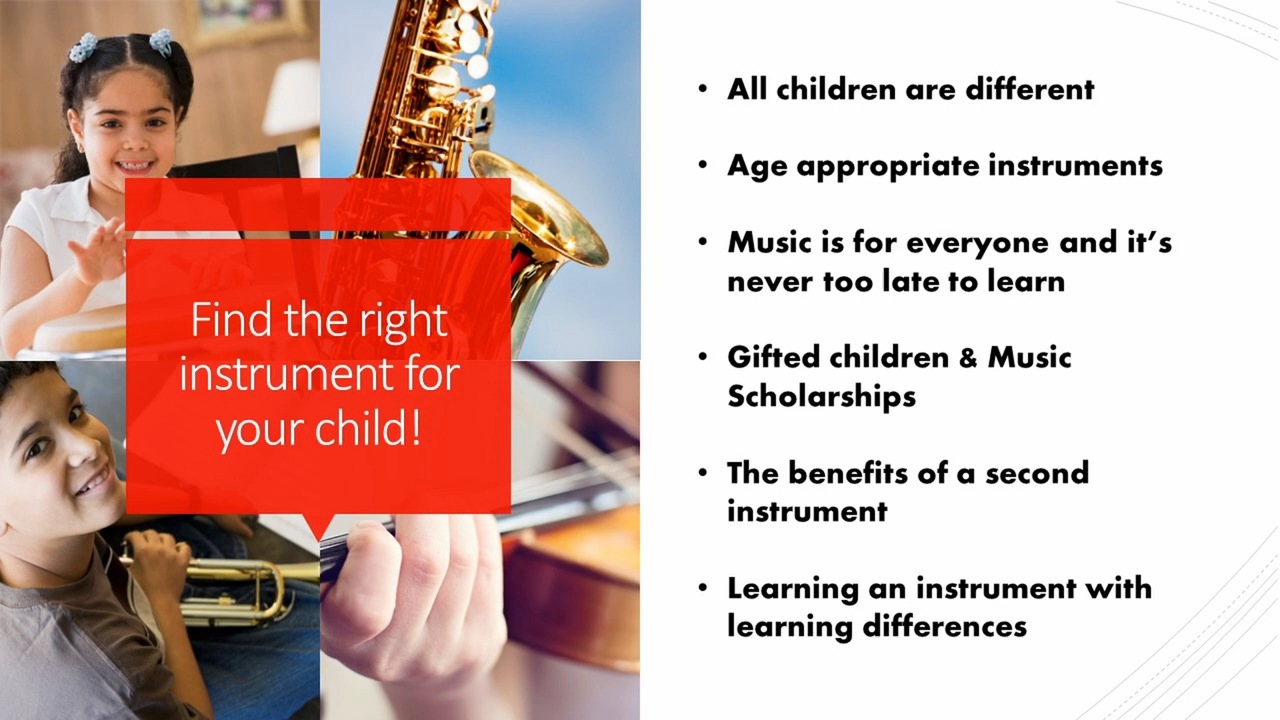 Find the right
instrument for
your child!
• All children are different
• Age appropriate instruments
• Music is for everyone and it's
never too late to learn
• Gifted children & Music
Scholarships
• The benefits of a second
instrument
• Learning an instrument with
learning differences